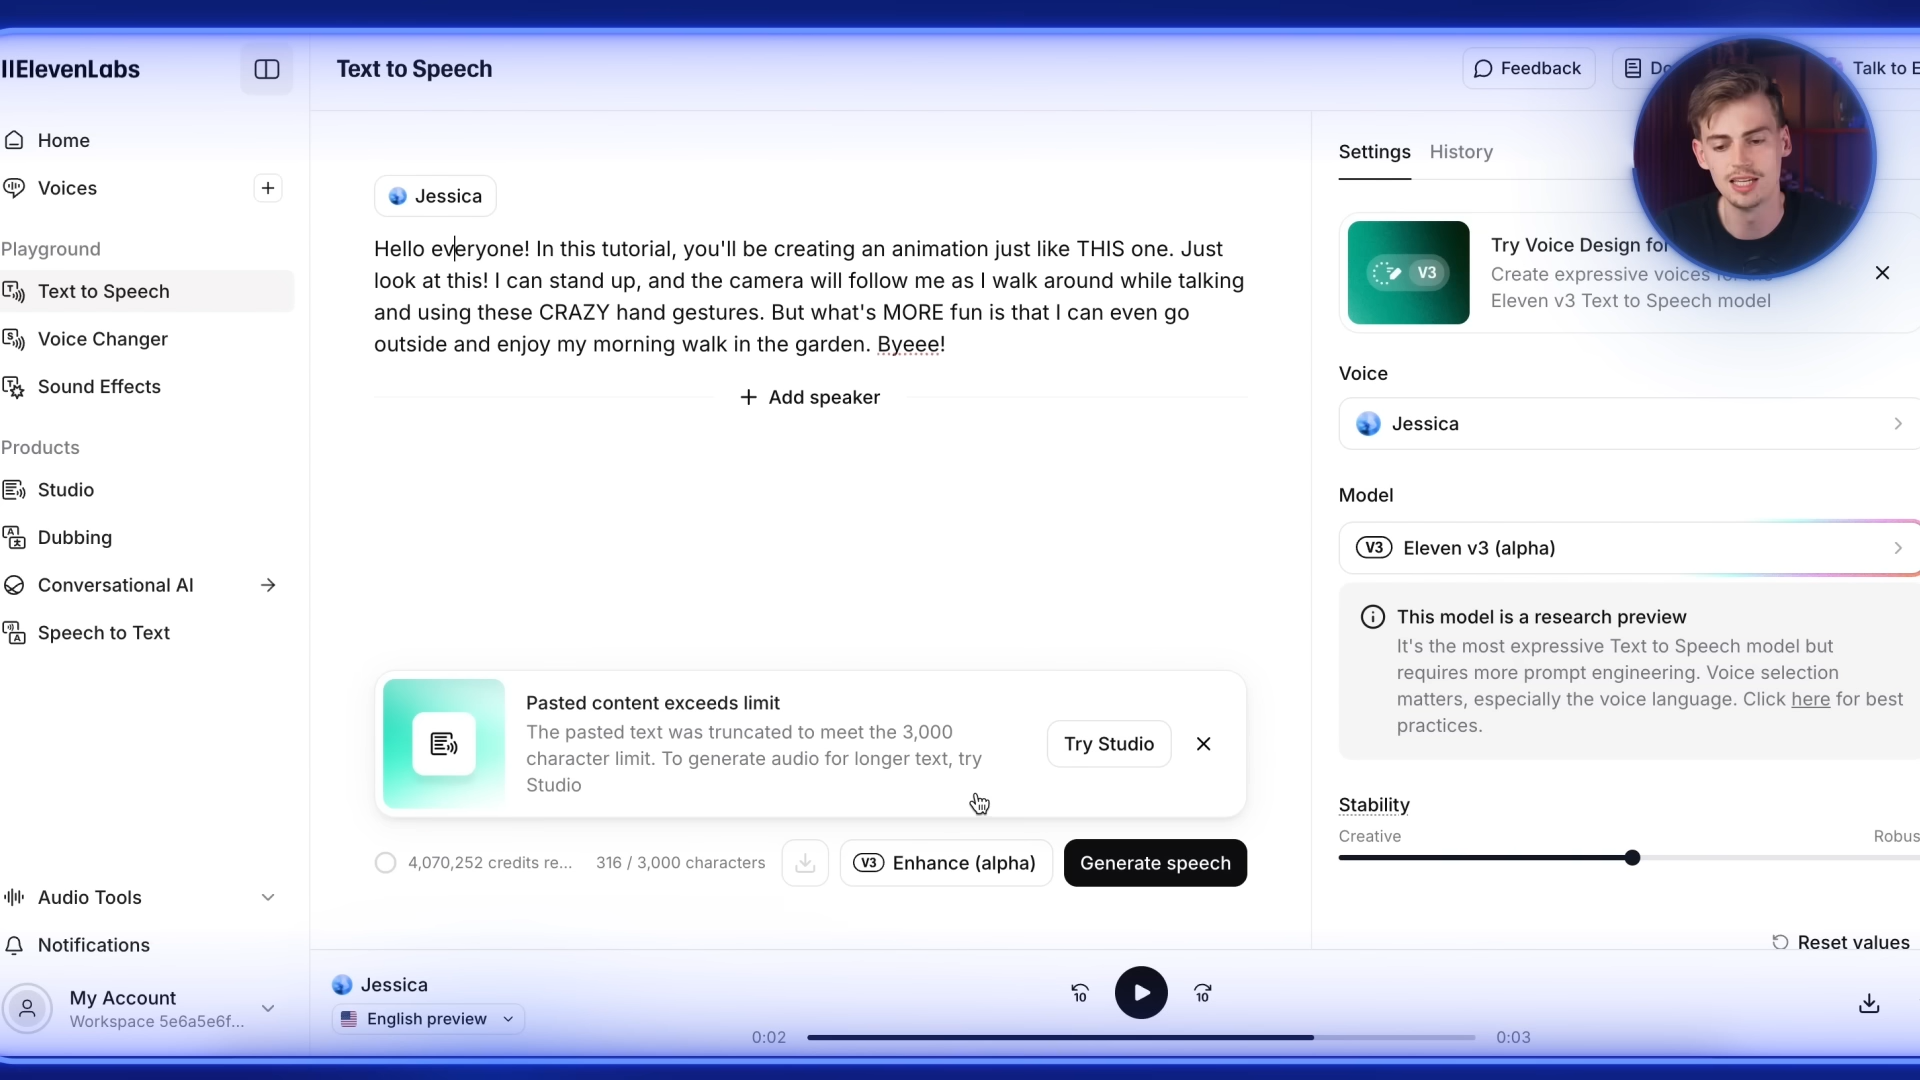 IIElevenLabs
Text to Speech
Feedback
Talk to E
Home
Voices
Playground
Text to Speech
Voice Changer
Sound Effects
Products
Studio
Dubbing
Conversational AI
Speech to Text
Audio Tools
Notifications
My Account
Workspace 5e6a5e6f...
Jessica
Hello everyone! In this tutorial, you'll be creating an animation just like THIS one. Just
look at this! I can stand up, and the camera will follow me as I walk around while talking
and using these CRAZY hand gestures. But what's MORE fun is that I can even go
outside and enjoy my morning walk in the garden. Byeee!
Add speaker
Pasted content exceeds limit
The pasted text was truncated to meet the 3,000
character limit. To generate audio for longer text, try
Studio
Try Studio
4,070,252 credits re...
316 / 3,000 characters
V3 Enhance (alpha)
Generate speech
Settings
History
V3
Try Voice Design for
Create expressive voices for the
Eleven v3 Text to Speech model
Voice
Jessica
Model
V3 Eleven v3 (alpha)
This model is a research preview
It's the most expressive Text to Speech model but
requires more prompt engineering. Voice selection
matters, especially the voice language. Click here for best
practices.
Stability
Creative
Robus
Reset values
Jessica
English preview
10
10
0:02
0:03